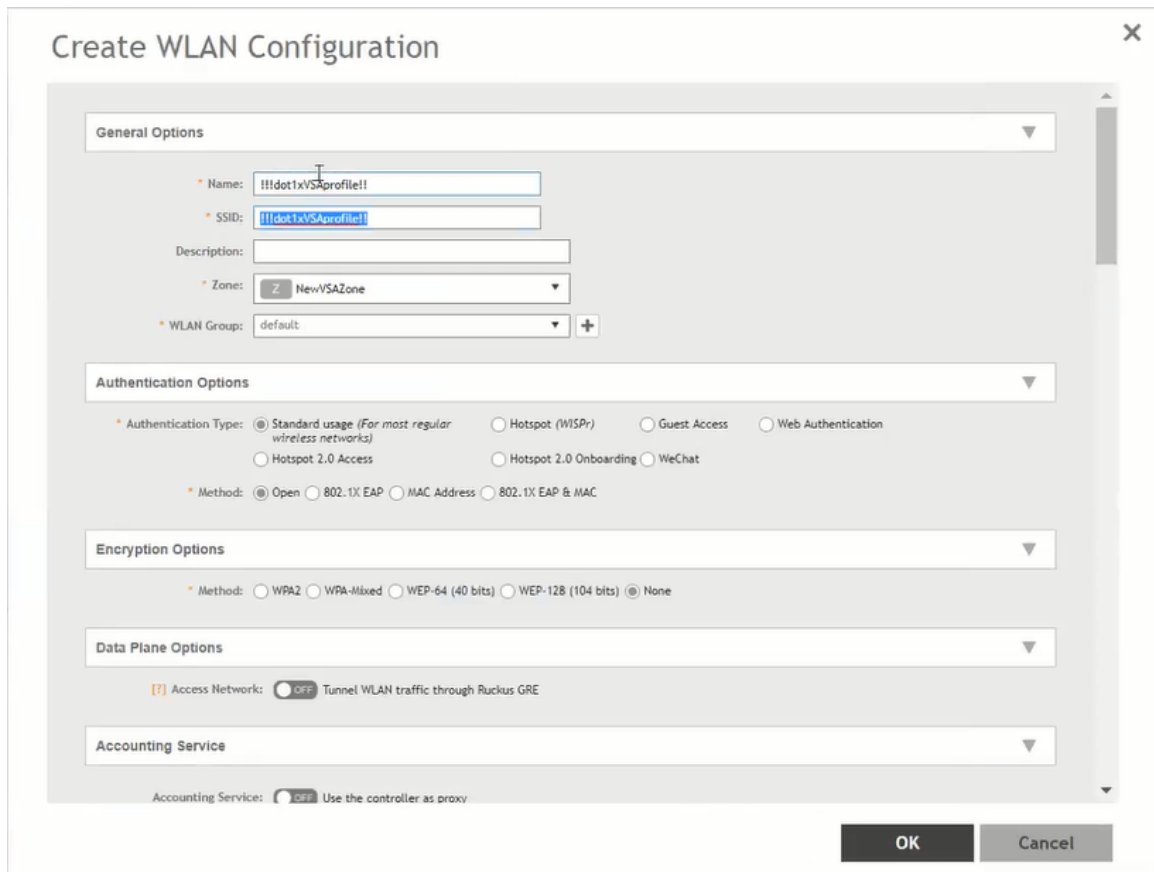 Create WLAN Configuration
General Options
* Name: !!!dot1xVSAprofile!!
* SSID: !!!dot1xVSAprofile!!
Description:
* Zone: Z NewVSAZone
* WLAN Group: default
Authentication Options
* Authentication Type: Standard usage (For most regular wireless networks) Hotspot (WISPr) Guest Access Web Authentication
Hotspot 2.0 Access Hotspot 2.0 Onboarding WeChat
* Method: Open 802.1X EAP MAC Address 802.1X EAP & MAC
Encryption Options
* Method: WPA2 WPA-Mixed WEP-64 (40 bits) WEP-128 (104 bits) None
Data Plane Options
[?] Access Network: OFF Tunnel WLAN traffic through Ruckus GRE
Accounting Service
Accounting Service: OFF Use the controller as proxy
OK Cancel